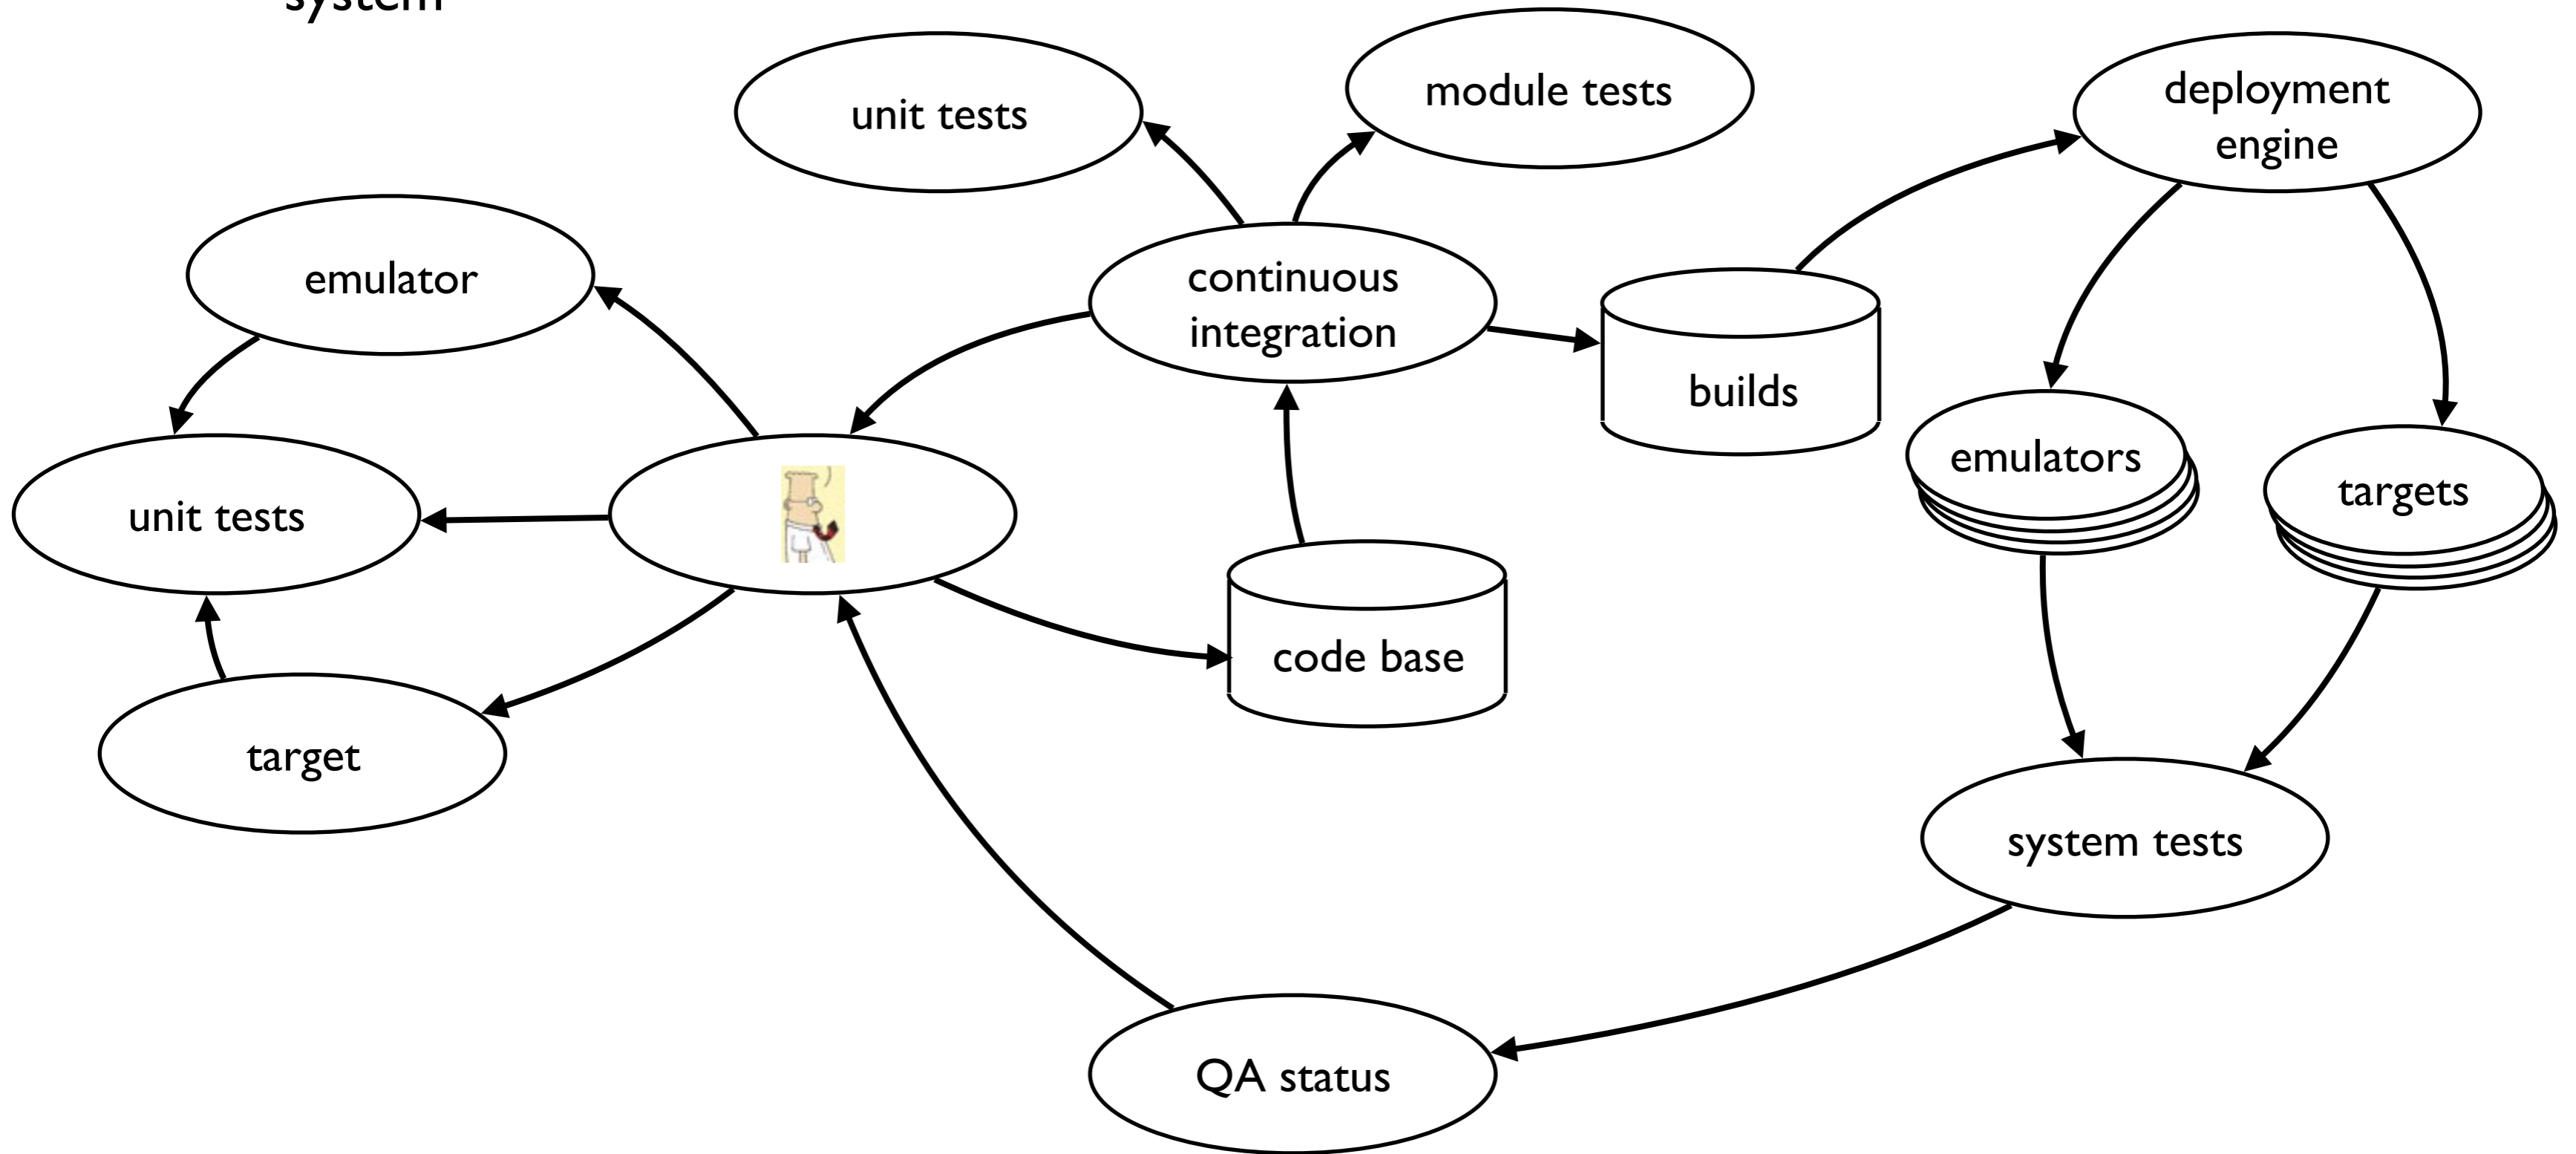 system
unit tests
module tests
deployment
engine
emulator
continuous
integration
builds
emulators
targets
unit tests
code base
target
system tests
QA status